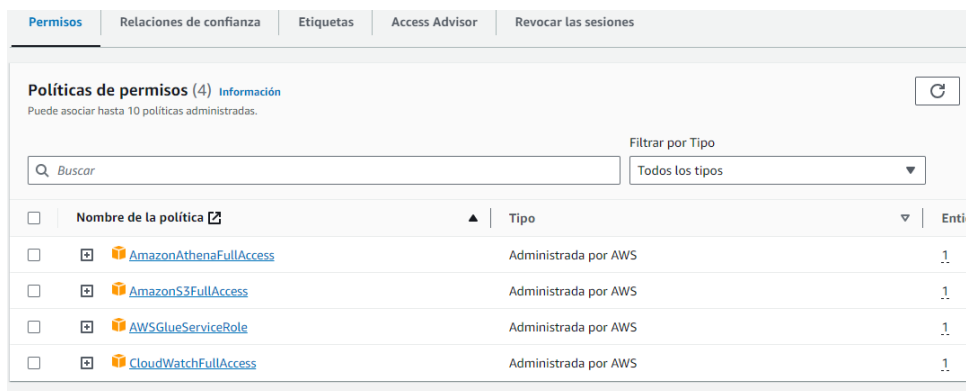 Permisos Relaciones de confianza Etiquetas Access Advisor Revocar las sesiones
Políticas de permisos (4) Información
Puede asociar hasta 10 políticas administradas.
Filtrar por Tipo
Buscar Todos los tipos
Nombre de la política Tipo Enti
AmazonAthenaFullAccess Administrada por AWS 1
AmazonS3FullAccess Administrada por AWS 1
AWSGlueServiceRole Administrada por AWS 1
CloudWatchFullAccess Administrada por AWS 1